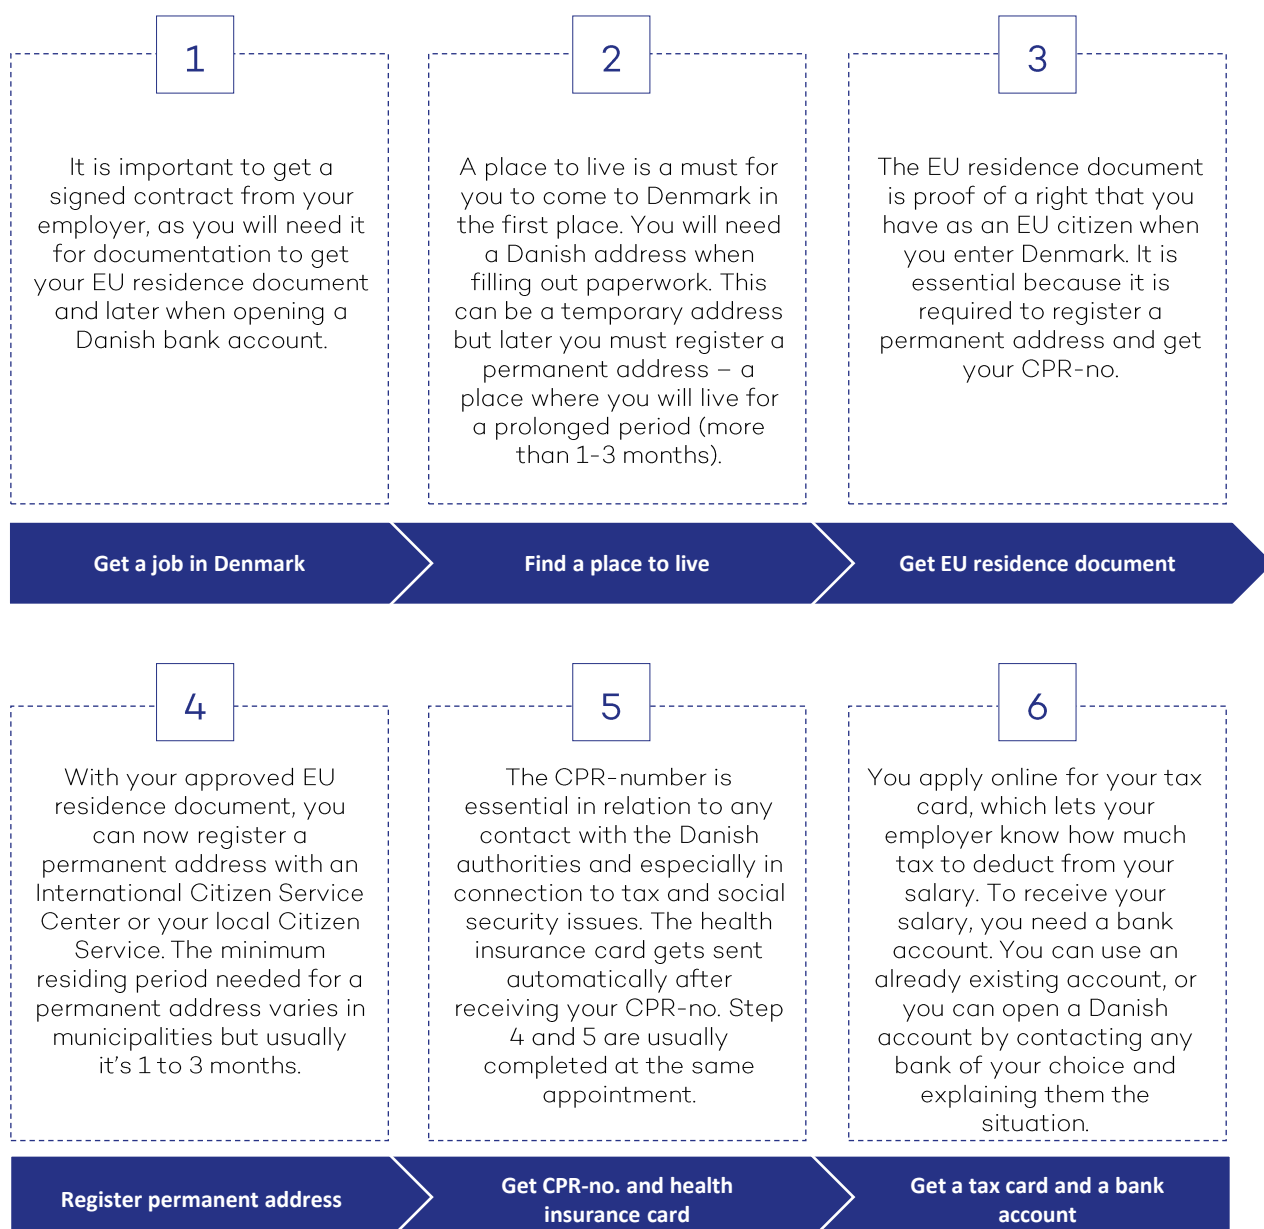 1
It is important to get a
signed contract from your
employer, as you will need it
for documentation to get
your EU residence document
and later when opening a
Danish bank account.
Get a job in Denmark
2
A place to live is a must for
you to come to Denmark in
the first place. You will need
a Danish address when
filling out paperwork. This
can be a temporary address
but later you must register a
permanent address – a
place where you will live for
a prolonged period (more
than 1-3 months).
Find a place to live
3
The EU residence document
is proof of a right that you
have as an EU citizen when
you enter Denmark. It is
essential because it is
required to register a
permanent address and get
your CPR-no.
Get EU residence document
4
With your approved EU
residence document, you
can now register a
permanent address with an
International Citizen Service
Center or your local Citizen
Service. The minimum
residing period needed for a
permanent address varies in
municipalities but usually
it's 1 to 3 months.
Register permanent address
5
The CPR-number is
essential in relation to any
contact with the Danish
authorities and especially in
connection to tax and social
security issues. The health
insurance card gets sent
automatically after
receiving your CPR-no. Step
4 and 5 are usually
completed at the same
appointment.
Get CPR-no. and health
insurance card
6
You apply online for your tax
card, which lets your
employer know how much
tax to deduct from your
salary. To receive your
salary, you need a bank
account. You can use an
already existing account, or
you can open a Danish
account by contacting any
bank of your choice and
explaining them the
situation.
Get a tax card and a bank
account